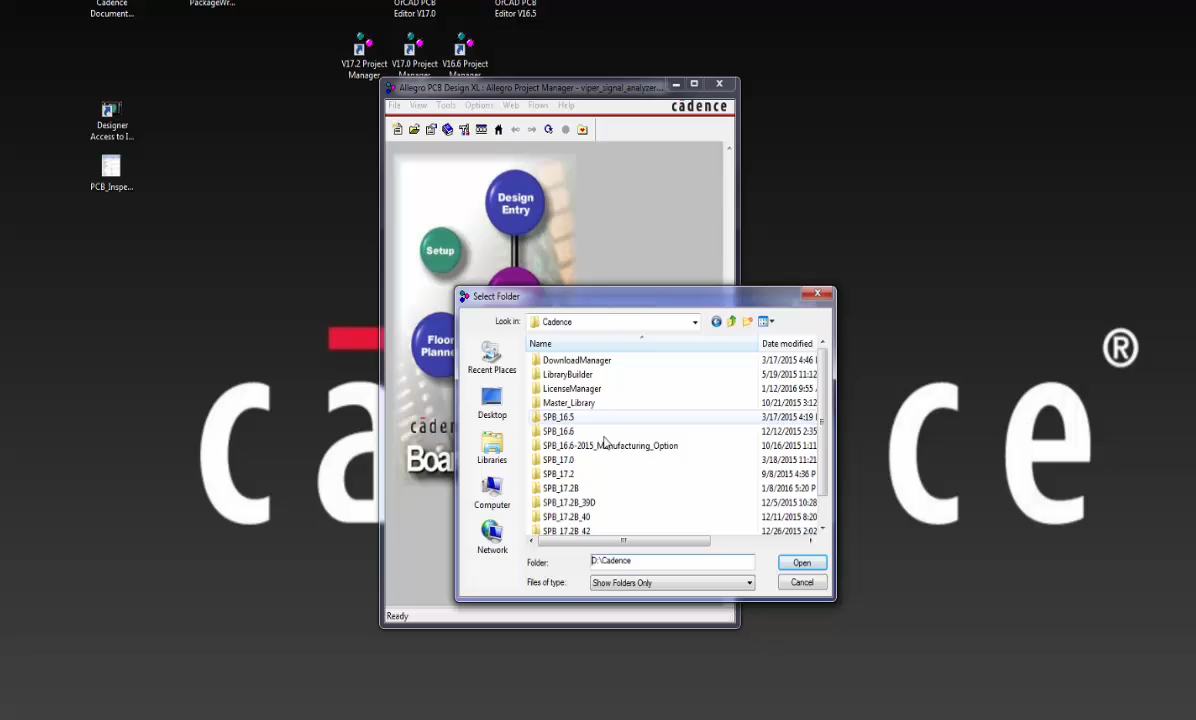 Cadence
Document...
PackageWr...
OrCAD PCB
Editor V17.0
OrCAD PCB
Editor V16.5
V17.2 Project
Manager
V17.0 Project
Manager
V16.6 Project
Manager
Designer
Access to I...
PCB_Inspe...
Allegro PCB Design XL : Allegro Project Manager - viper_signal_analyzer...
File View Tools Options Web Flows Help
cādence
Design
Entry
Setup
Floor
Planne
cāden
Boa
Select Folder
Look in: Cadence
Name Date modified
Recent Places
Desktop
Libraries
Computer
Network
DownloadManager 3/17/2015 4:46
LibraryBuilder 5/19/2015 11:12
LicenseManager 1/12/2016 9:55
Master_Library 10/21/2015 3:12
SPB_16.5 3/17/2015 4:19
SPB_16.6 12/12/2015 2:35
SPB_16.6-2015_Manufacturing_Option 10/16/2015 1:11
SPB_17.0 3/18/2015 11:21
SPB_17.2 9/8/2015 4:36 P
SPB_17.2B 1/8/2016 5:20 P
SPB_17.2B_39D 12/5/2015 10:28
SPB_17.2B_40 12/11/2015 8:20
SPB_17.2B_42 12/26/2015 2:02
Folder: D:\Cadence
Open
Files of type: Show Folders Only
Cancel
Ready
ca ce ®